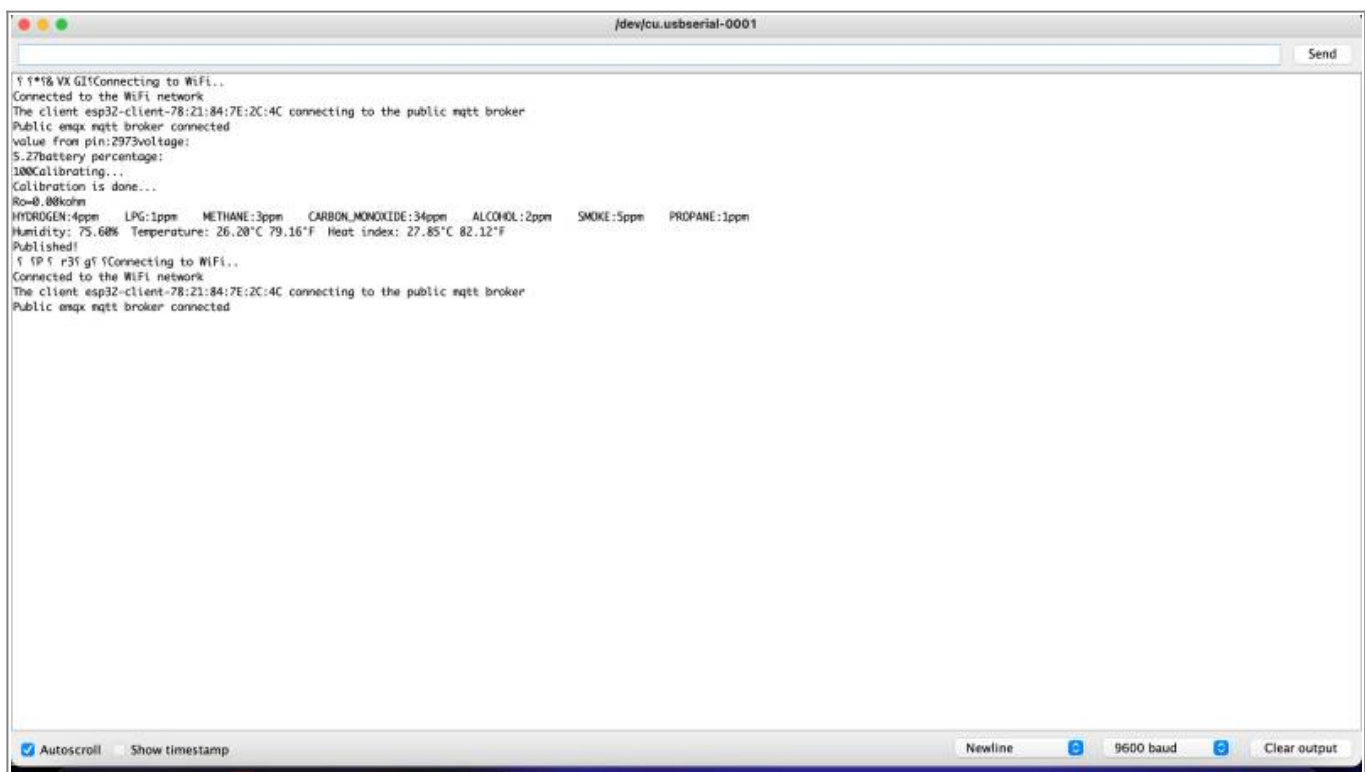 /dev/cu.usbserial-0001
Send
VX GI Connecting to WiFi..
Connected to the WiFi network
The client esp32-client-78:21:84:7E:2C:4C connecting to the public mqtt broker
Public emqx mqtt broker connected
value from pin:2973voltage:
5.27battery percentage:
100Calibrating...
Calibration is done...
Ro=0.00kohm
HYDROGEN:4ppm LPG:1ppm METHANE:3ppm CARBON_MONOXIDE:34ppm ALCOHOL:2ppm SMOKE:5ppm PROPANE:1ppm
Humidity: 75.60% Temperature: 26.20°C 79.16°F Heat index: 27.85°C 82.12°F
Published!
Connecting to WiFi..
Connected to the WiFi network
The client esp32-client-78:21:84:7E:2C:4C connecting to the public mqtt broker
Public emqx mqtt broker connected
Autoscroll Show timestamp Newline 9600 baud Clear output